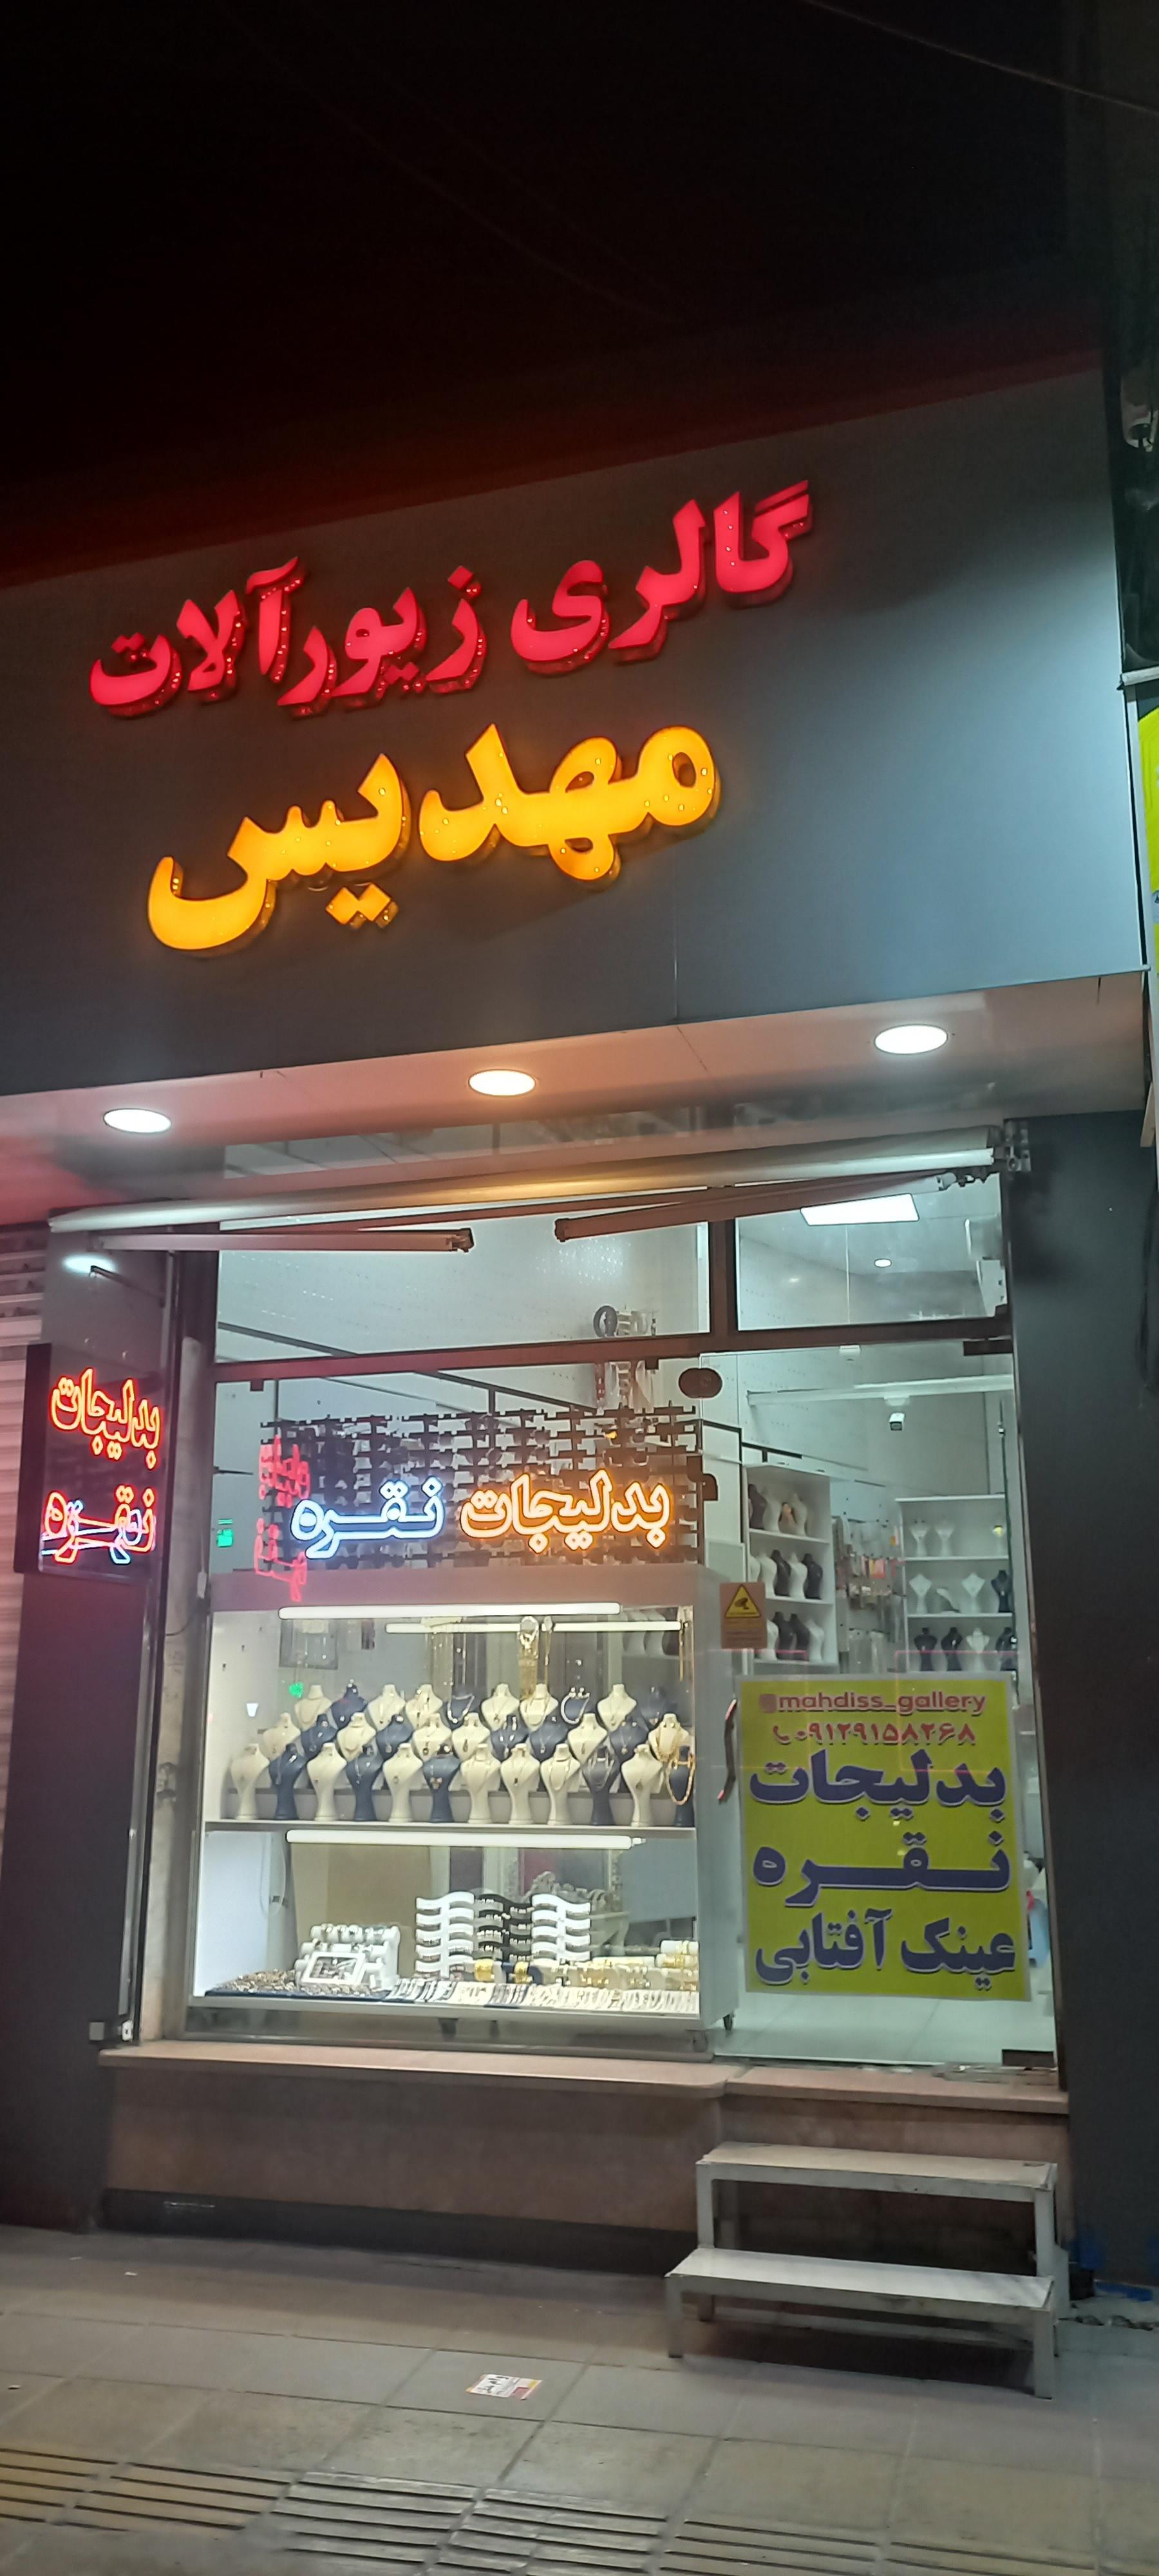 گالری زیورآلات
مهدیس
بدلیجات
نقره
بدلیجات نقره
@mahdiss_gallery
۰۹۱۲۹۱۵۸۲۶۸
بدلیجات
نقره
عینک آفتابی